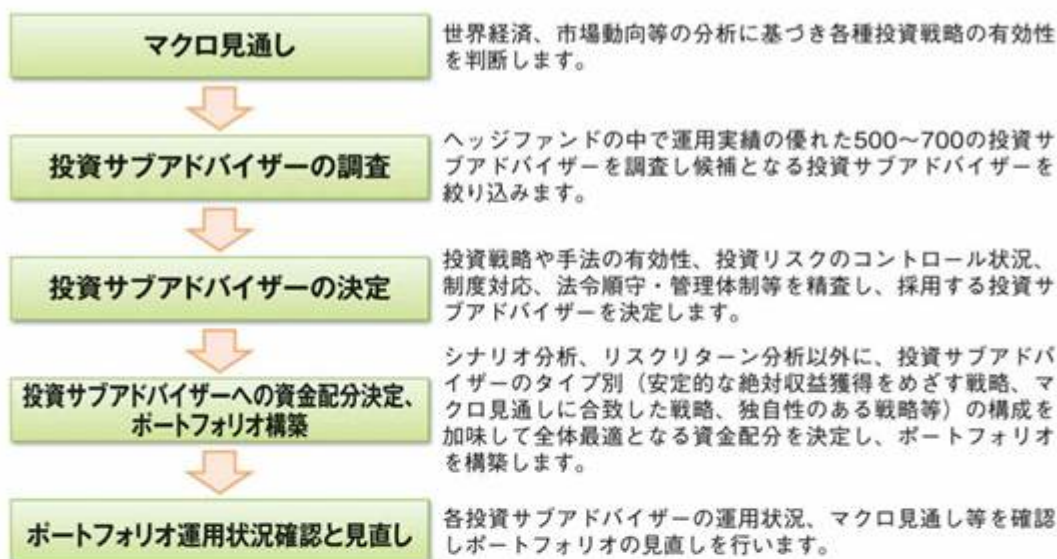 マクロ見通し
世界経済、市場動向等の分析に基づき各種投資戦略の有効性
を判断します。
投資サブアドバイザーの調査
ヘッジファンドの中で運用実績の優れた500〜700の投資サ
ブアドバイザーを調査し候補となる投資サブアドバイザーを
絞り込みます。
投資サブアドバイザーの決定
投資戦略や手法の有効性、投資リスクのコントロール状況、
制度対応、法令順守・管理体制等を精査し、採用する投資サ
ブアドバイザーを決定します。
投資サブアドバイザーへの資金配分決定、
ポートフォリオ構築
シナリオ分析、リスクリターン分析以外に、投資サブアドバ
イザーのタイプ別（安定的な絶対収益獲得をめざす戦略、マ
クロ見通しに合致した戦略、独自性のある戦略等）の構成を
加味して全体最適となる資金配分を決定し、ポートフォリオ
を構築します。
ポートフォリオ運用状況確認と見直し
各投資サブアドバイザーの運用状況、マクロ見通し等を確認
しポートフォリオの見直しを行います。